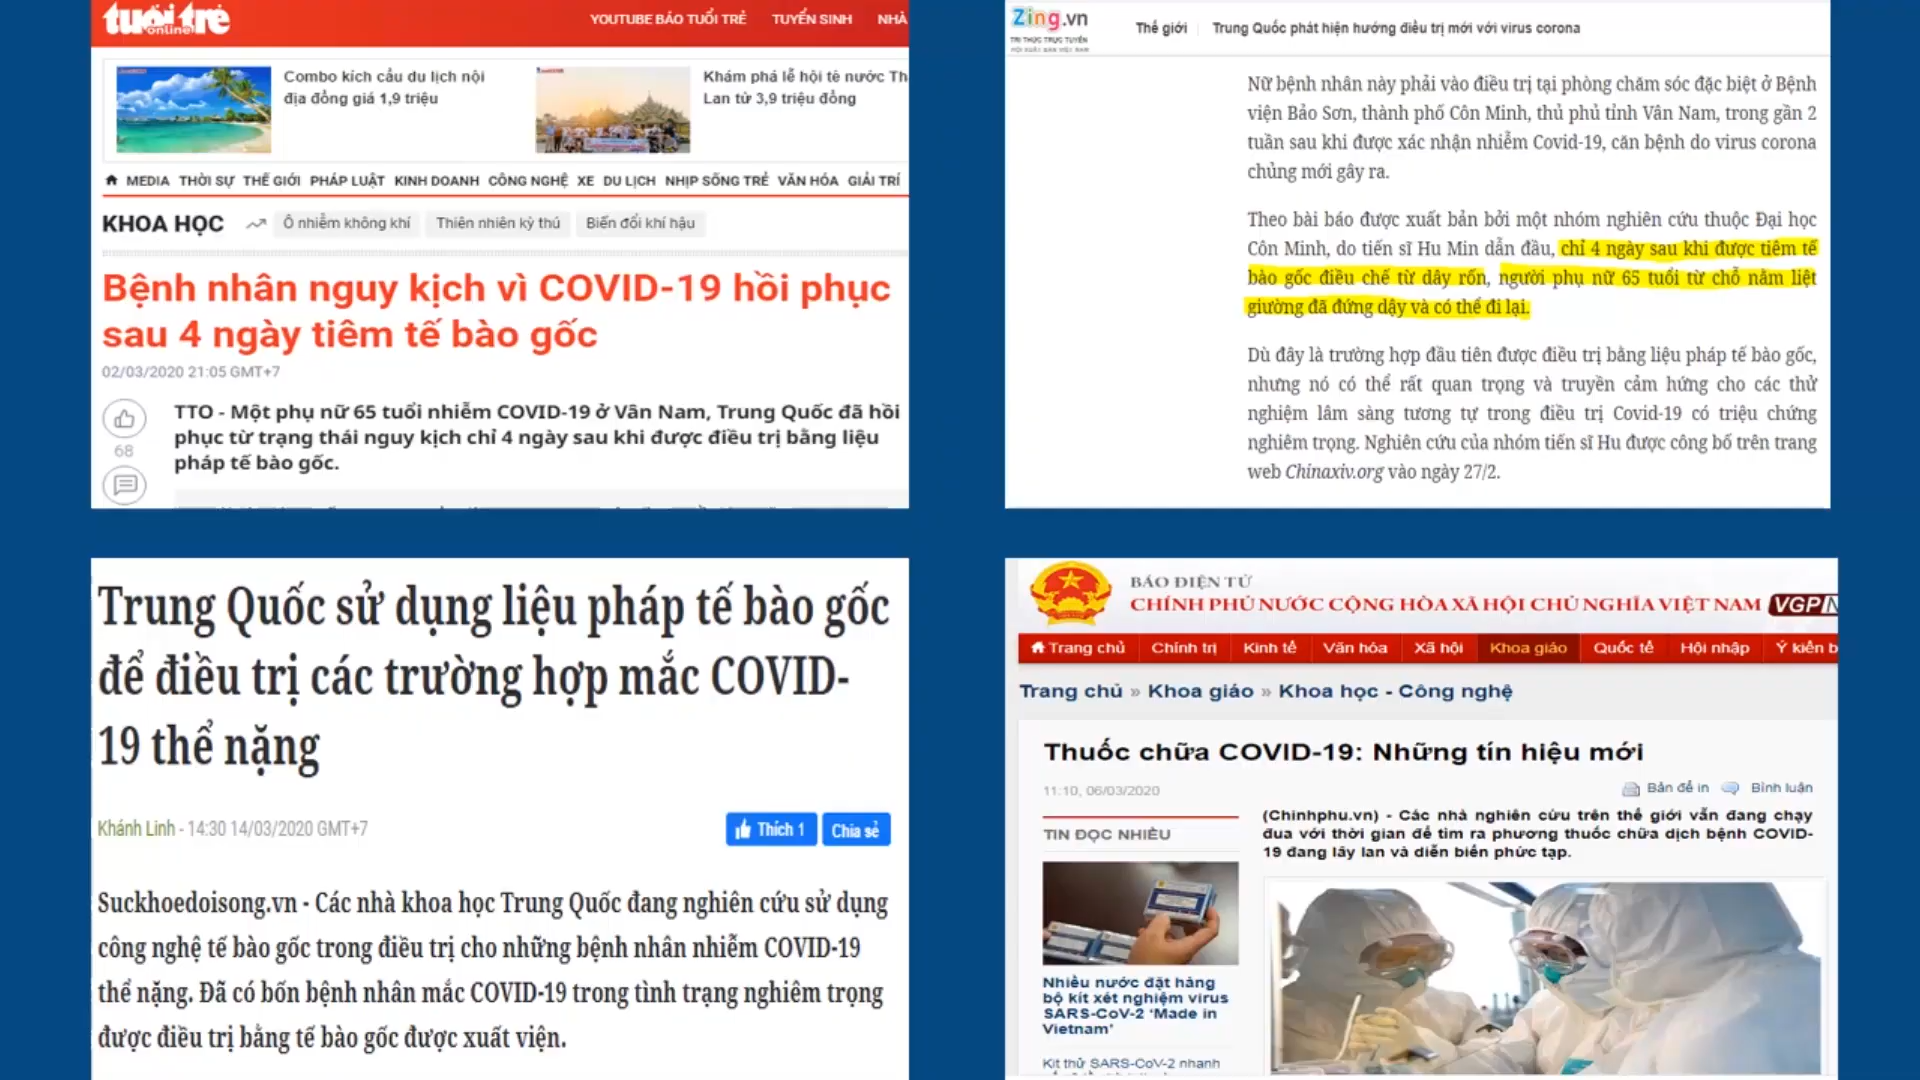 tuổi trẻ
online
YOUTUBE BÁO TUỔI TRẺ TUYỂN SINH NHÀ
Combo kích cầu du lịch nội
địa đồng giá 1,9 triệu
Khám phá lễ hội té nước Th
Lan từ 3,9 triệu đồng
MEDIA THỜI SỰ THẾ GIỚI PHÁP LUẬT KINH DOANH CÔNG NGHỆ XE DU LỊCH NHỊP SỐNG TRẺ VĂN HÓA GIẢI TRÍ
KHOA HỌC Ô nhiễm không khí Thiên nhiên kỳ thú Biến đổi khí hậu
Bệnh nhân nguy kịch vì COVID-19 hồi phục
sau 4 ngày tiêm tế bào gốc
02/03/2020 21:05 GMT+7
68
TTO - Một phụ nữ 65 tuổi nhiễm COVID-19 ở Vân Nam, Trung Quốc đã hồi
phục từ trạng thái nguy kịch chỉ 4 ngày sau khi được điều trị bằng liệu
pháp tế bào gốc.
Zing.vn
TRI THỨC TRỰC TUYẾN
HỘI XUẤT BẢN VIỆT NAM
Thế giới Trung Quốc phát hiện hướng điều trị mới với virus corona
Nữ bệnh nhân này phải vào điều trị tại phòng chăm sóc đặc biệt ở Bệnh
viện Bảo Sơn, thành phố Côn Minh, thủ phủ tỉnh Vân Nam, trong gần 2
tuần sau khi được xác nhận nhiễm Covid-19, căn bệnh do virus corona
chủng mới gây ra.
Theo bài báo được xuất bản bởi một nhóm nghiên cứu thuộc Đại học
Côn Minh, do tiến sĩ Hu Min dẫn đầu, chỉ 4 ngày sau khi được tiêm tế
bào gốc điều chế từ dây rốn, người phụ nữ 65 tuổi từ chỗ nằm liệt
giường đã đứng dậy và có thể đi lại.
Dù đây là trường hợp đầu tiên được điều trị bằng liệu pháp tế bào gốc,
nhưng nó có thể rất quan trọng và truyền cảm hứng cho các thử
nghiệm lâm sàng tương tự trong điều trị Covid-19 có triệu chứng
nghiêm trọng. Nghiên cứu của nhóm tiến sĩ Hu được công bố trên trang
web Chinaxiv.org vào ngày 27/2.
Trung Quốc sử dụng liệu pháp tế bào gốc
để điều trị các trường hợp mắc COVID-
19 thể nặng
Khánh Linh - 14:30 14/03/2020 GMT+7
Thích 1 Chia sẻ
Suckhoedoisong.vn - Các nhà khoa học Trung Quốc đang nghiên cứu sử dụng
công nghệ tế bào gốc trong điều trị cho những bệnh nhân nhiễm COVID-19
thể nặng. Đã có bốn bệnh nhân mắc COVID-19 trong tình trạng nghiêm trọng
được điều trị bằng tế bào gốc được xuất viện.
BÁO ĐIỆN TỬ
CHÍNH PHỦ NƯỚC CỘNG HÒA XÃ HỘI CHỦ NGHĨA VIỆT NAM VGPN
Trang chủ Chính trị Kinh tế Văn hóa Xã hội Khoa giáo Quốc tế Hội nhập Ý kiến b
Trang chủ » Khoa giáo » Khoa học - Công nghệ
Thuốc chữa COVID-19: Những tín hiệu mới
11:10, 06/03/2020
Bản để in Bình luận
TIN ĐỌC NHIỀU
(Chinhphu.vn) - Các nhà nghiên cứu trên thế giới vẫn đang chạy
đua với thời gian để tìm ra phương thuốc chữa dịch bệnh COVID-
19 đang lây lan và diễn biến phức tạp.
Nhiều nước đặt hàng
bộ kít xét nghiệm virus
SARS-CoV-2 ‘Made in
Vietnam’
Kít thử SARS-CoV-2 nhanh